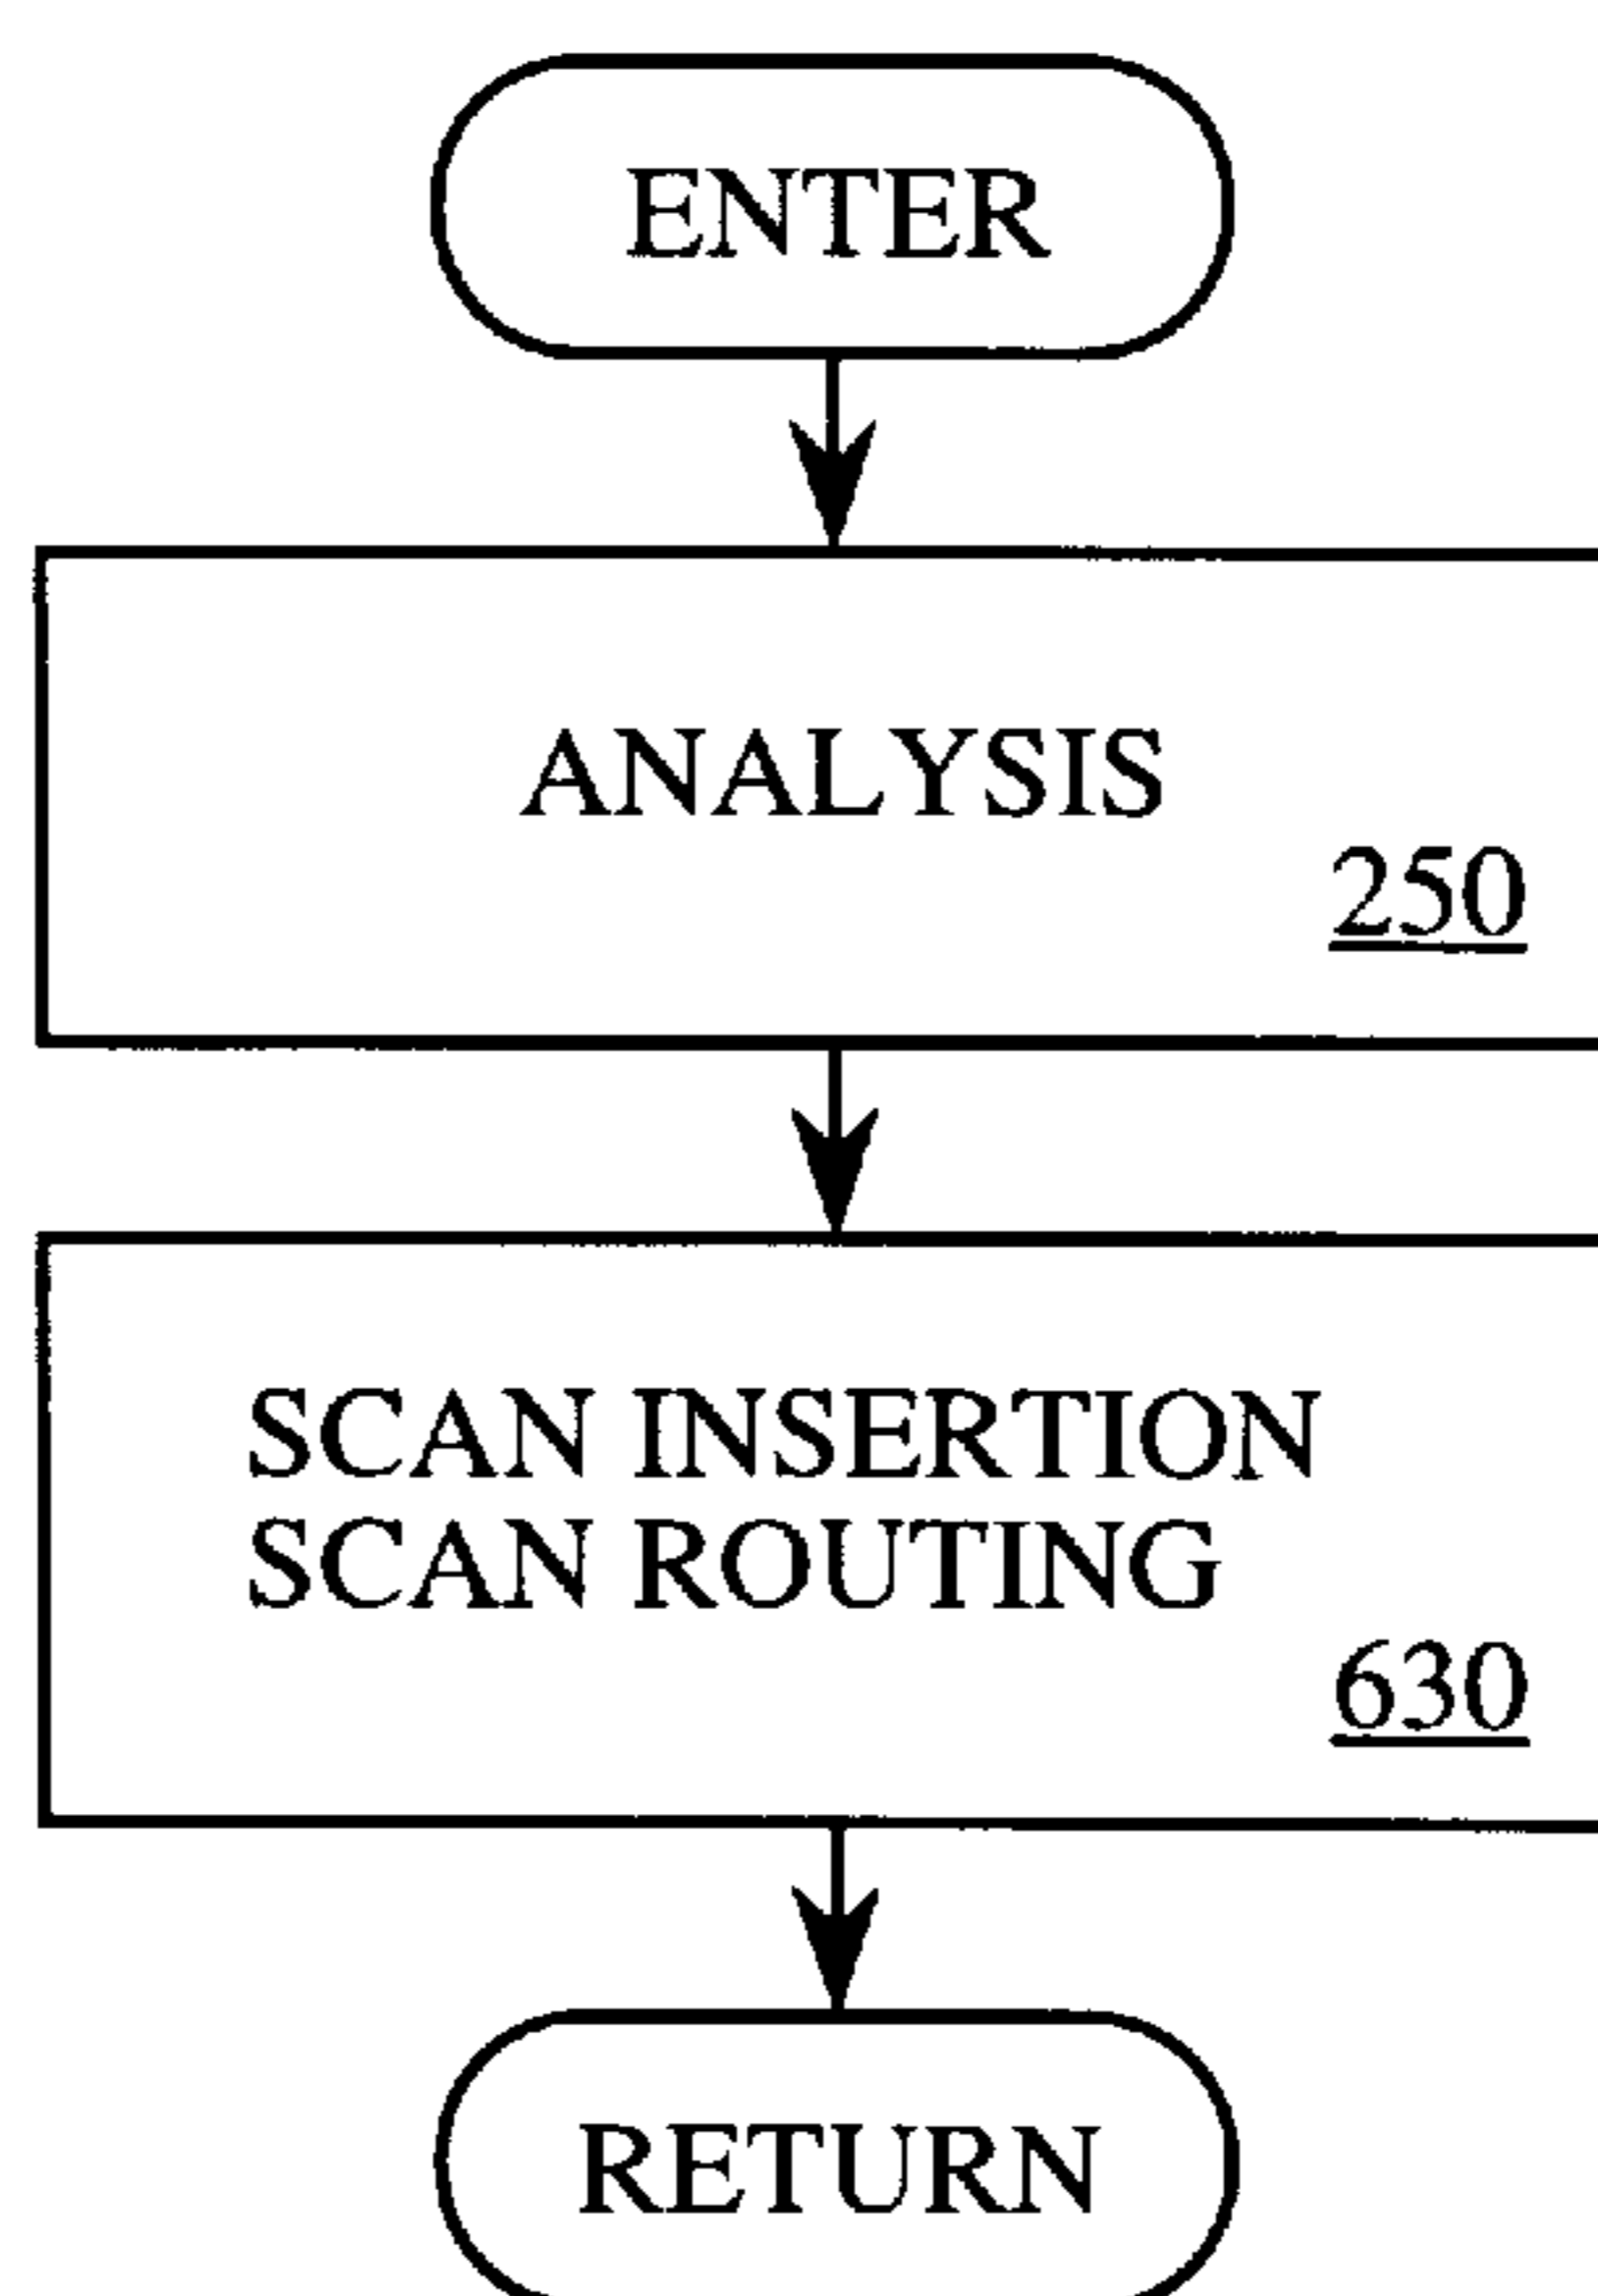 ENTER
ANALYSIS
250
SCAN INSERTION
SCAN ROUTING
630
RETURN